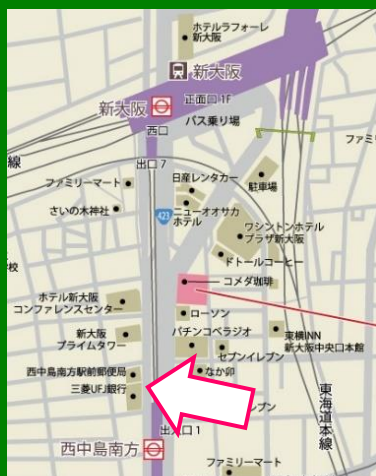 ホテルラフォーレ
新大阪
新大阪
新大阪
正面口 1F
バス乗り場
西口
線
出口 7
ファミリーマート
日産レンタカー
駐車場
さいの木神社
423
ニューオオサカ
ホテル
ワシントンホテル
プラザ新大阪
学校
ドトールコーヒー
コメダ珈琲
ホテル新大阪
コンファレンスセンター
ローソン
パチンコベラジオ
新大阪
プライムタワー
東横INN
新大阪中央口本館
セブンイレブン
西中島南方駅前郵便局
なか卯
三菱UFJ銀行
東海道本線
ファ
レブン
口 1
西中島南方
ファミリーマート